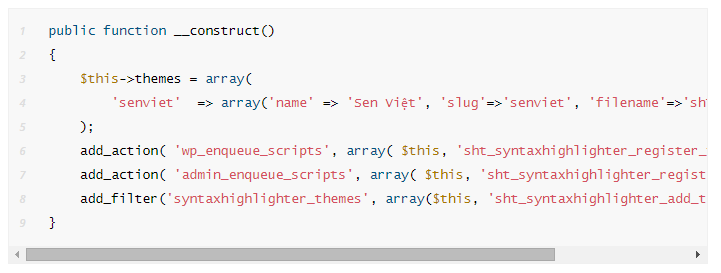 1 public function __construct()
2 {
3 $this->themes = array(
4 'senviet' => array('name' => 'Sen Việt', 'slug'=>'senviet', 'filename'=>'sh
5 );
6 add_action( 'wp_enqueue_scripts', array( $this, 'sht_syntaxhighlighter_register_
7 add_action( 'admin_enqueue_scripts', array( $this, 'sht_syntaxhighlighter_regist
8 add_filter('syntaxhighlighter_themes', array($this, 'sht_syntaxhighlighter_add_t
9 }